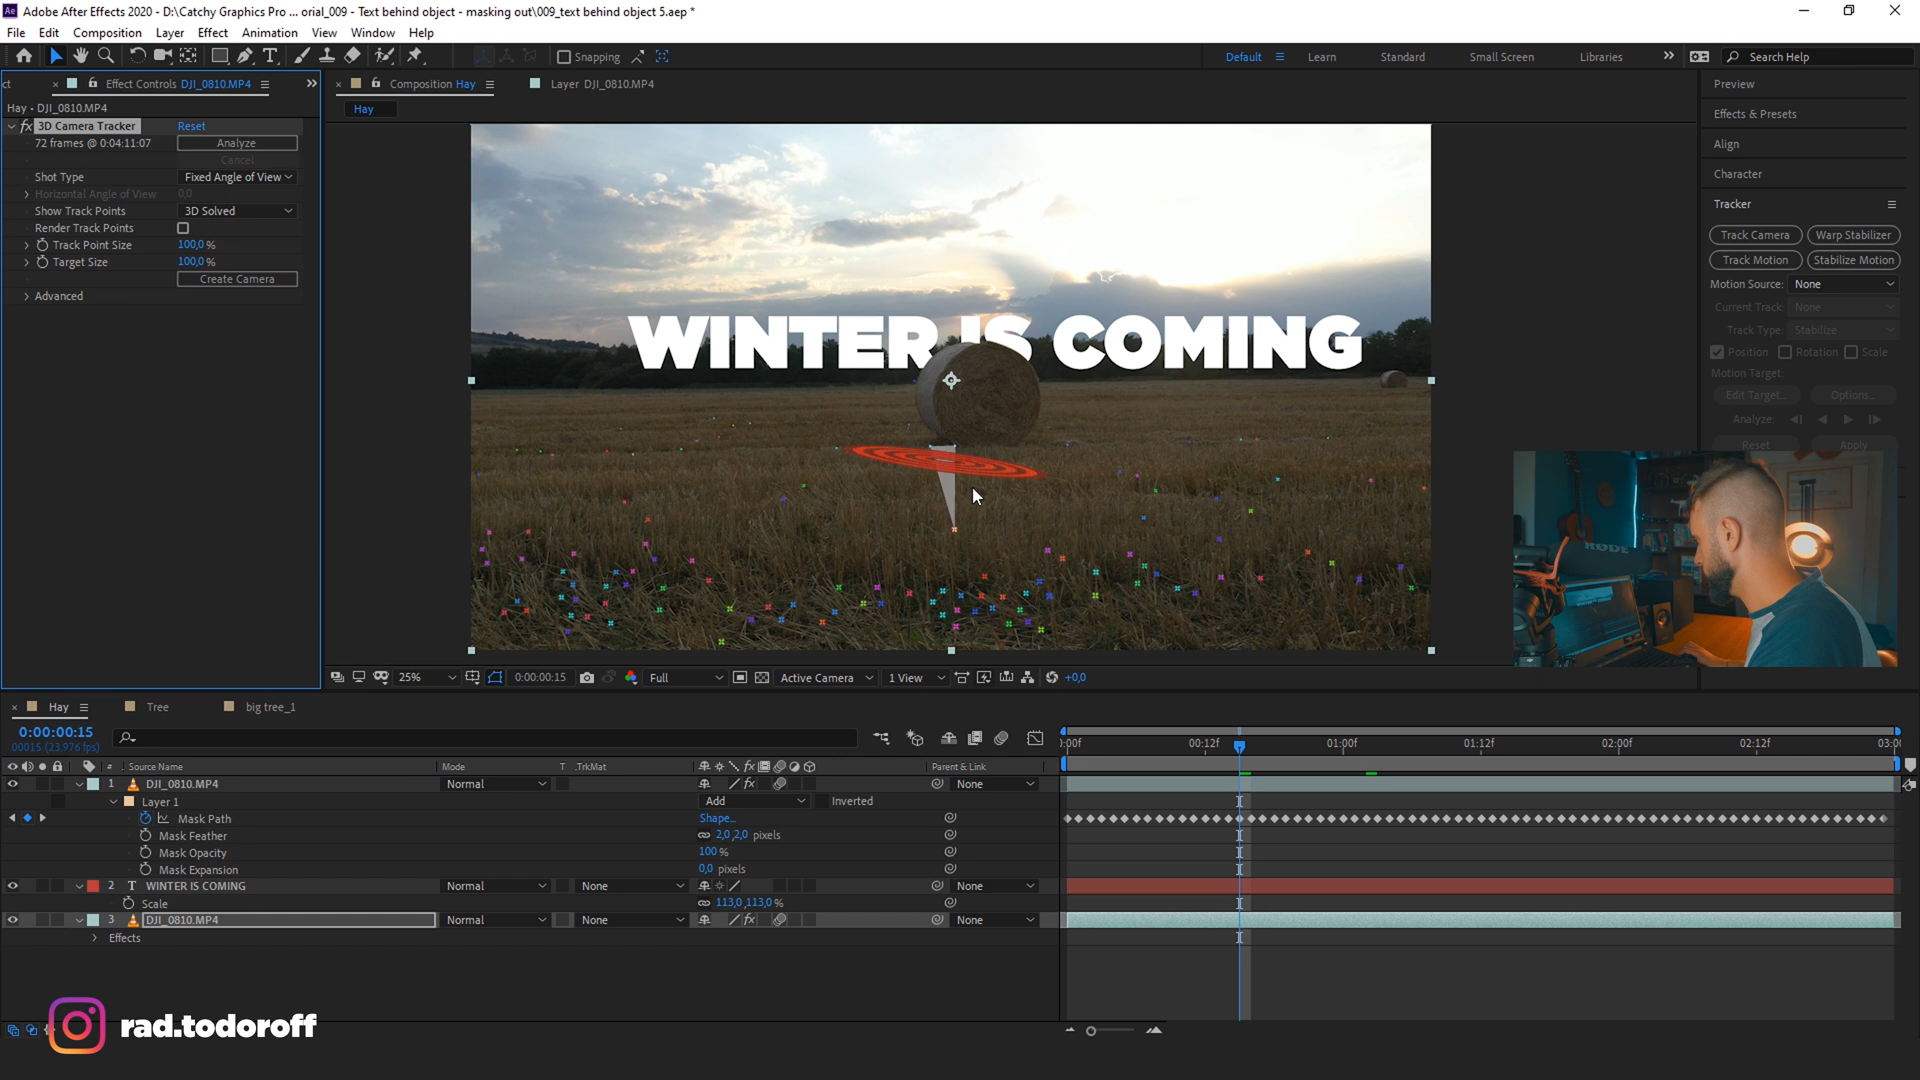 Ae Adobe After Effects 2020 - D:\Catchy Graphics Pro ... orial_009 - Text behind object - masking out\009_text behind object 5.aep *
File Edit Composition Layer Effect Animation View Window Help
Snapping Default Learn Standard Small Screen Libraries Search Help
ct Effect Controls DJI_0810.MP4 Composition Hay Layer DJI_0810.MP4 Preview
Hay • DJI_0810.MP4 Hay
Effects & Presets
3D Camera Tracker Reset
72 frames @ 0:04:11:07 Analyze
Align
Cancel
Shot Type Fixed Angle of View
Character
Horizontal Angle of View 0,0
Show Track Points 3D Solved
Tracker
Render Track Points
Track Point Size 100,0 %
Track Camera Warp Stabilizer
Target Size 100,0 %
Track Motion Stabilize Motion
Create Camera
Motion Source: None
Advanced
Current Track: None
Track Type: Stabilize
WINTER IS COMING
Position Rotation Scale
Motion Target:
Edit Target... Options...
Analyze:
Reset Apply
RODE
25% 0:00:00:15 Full Active Camera 1 View +0,0
Hay Tree big tree_1
0:00:00:15
00015 (23.976 fps)
):00f 00:12f 01:00f 01:12f 02:00f 02:12f 03:0(
# Source Name Mode T .TrkMat fx Parent & Link
1 DJI_0810.MP4 Normal fx None
Layer 1 Add Inverted
Mask Path Shape...
Mask Feather 2,0,2,0 pixels
Mask Opacity 100 %
Mask Expansion 0,0 pixels
2 T WINTER IS COMING Normal None None
Scale 113,0,113,0 %
3 DJI_0810.MP4 Normal None fx None
Effects
rad.todoroff